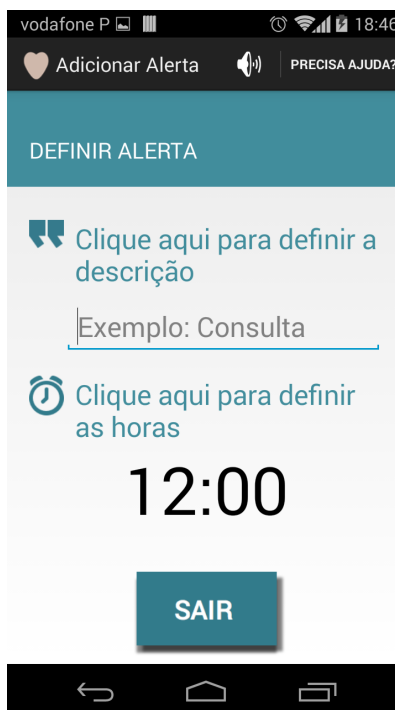 vodafone P 18:46
Adicionar Alerta PRECISA AJUDA?
DEFINIR ALERTA
Clique aqui para definir a
descrição
Exemplo: Consulta
Clique aqui para definir
as horas
12:00
SAIR